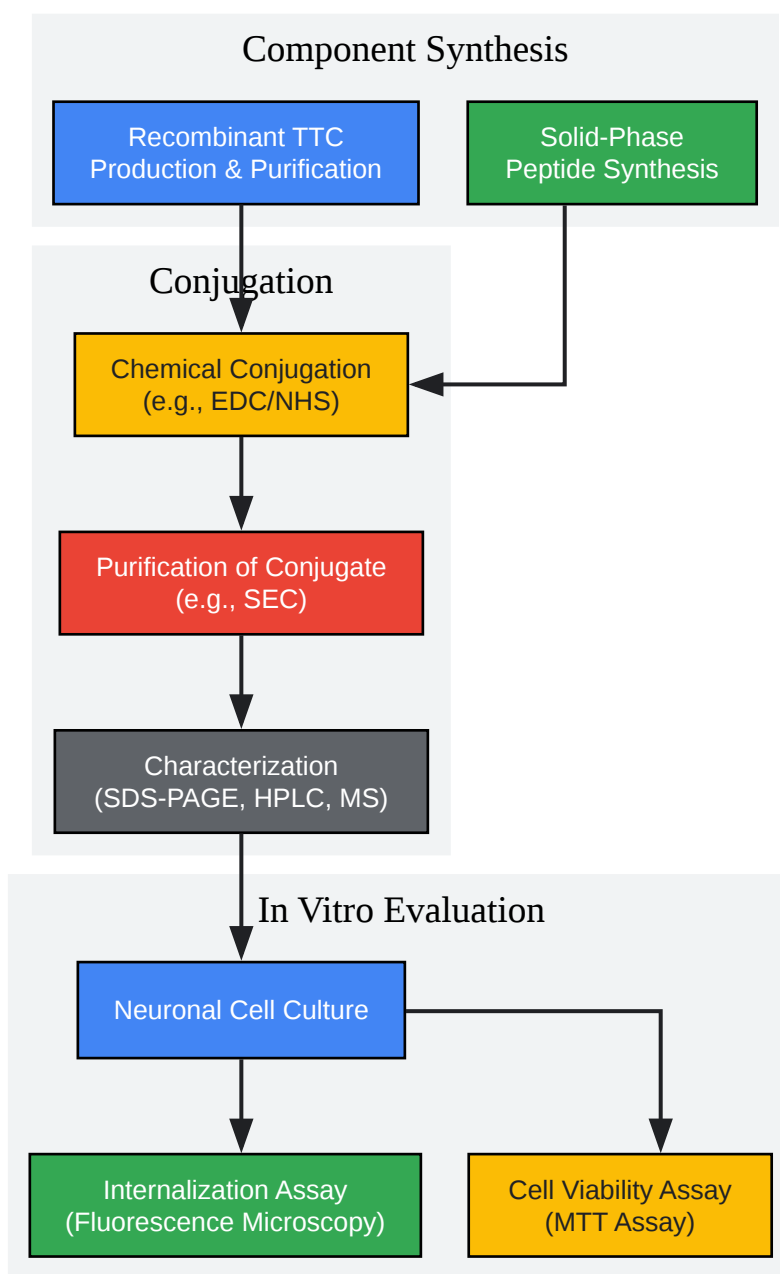 Component Synthesis
Recombinant TTC
Production & Purification
Solid-Phase
Peptide Synthesis
Conjugation
Chemical Conjugation
(e.g., EDC/NHS)
Purification of Conjugate
(e.g., SEC)
Characterization
(SDS-PAGE, HPLC, MS)
In Vitro Evaluation
Neuronal Cell Culture
Internalization Assay
(Fluorescence Microscopy)
Cell Viability Assay
(MTT Assay)